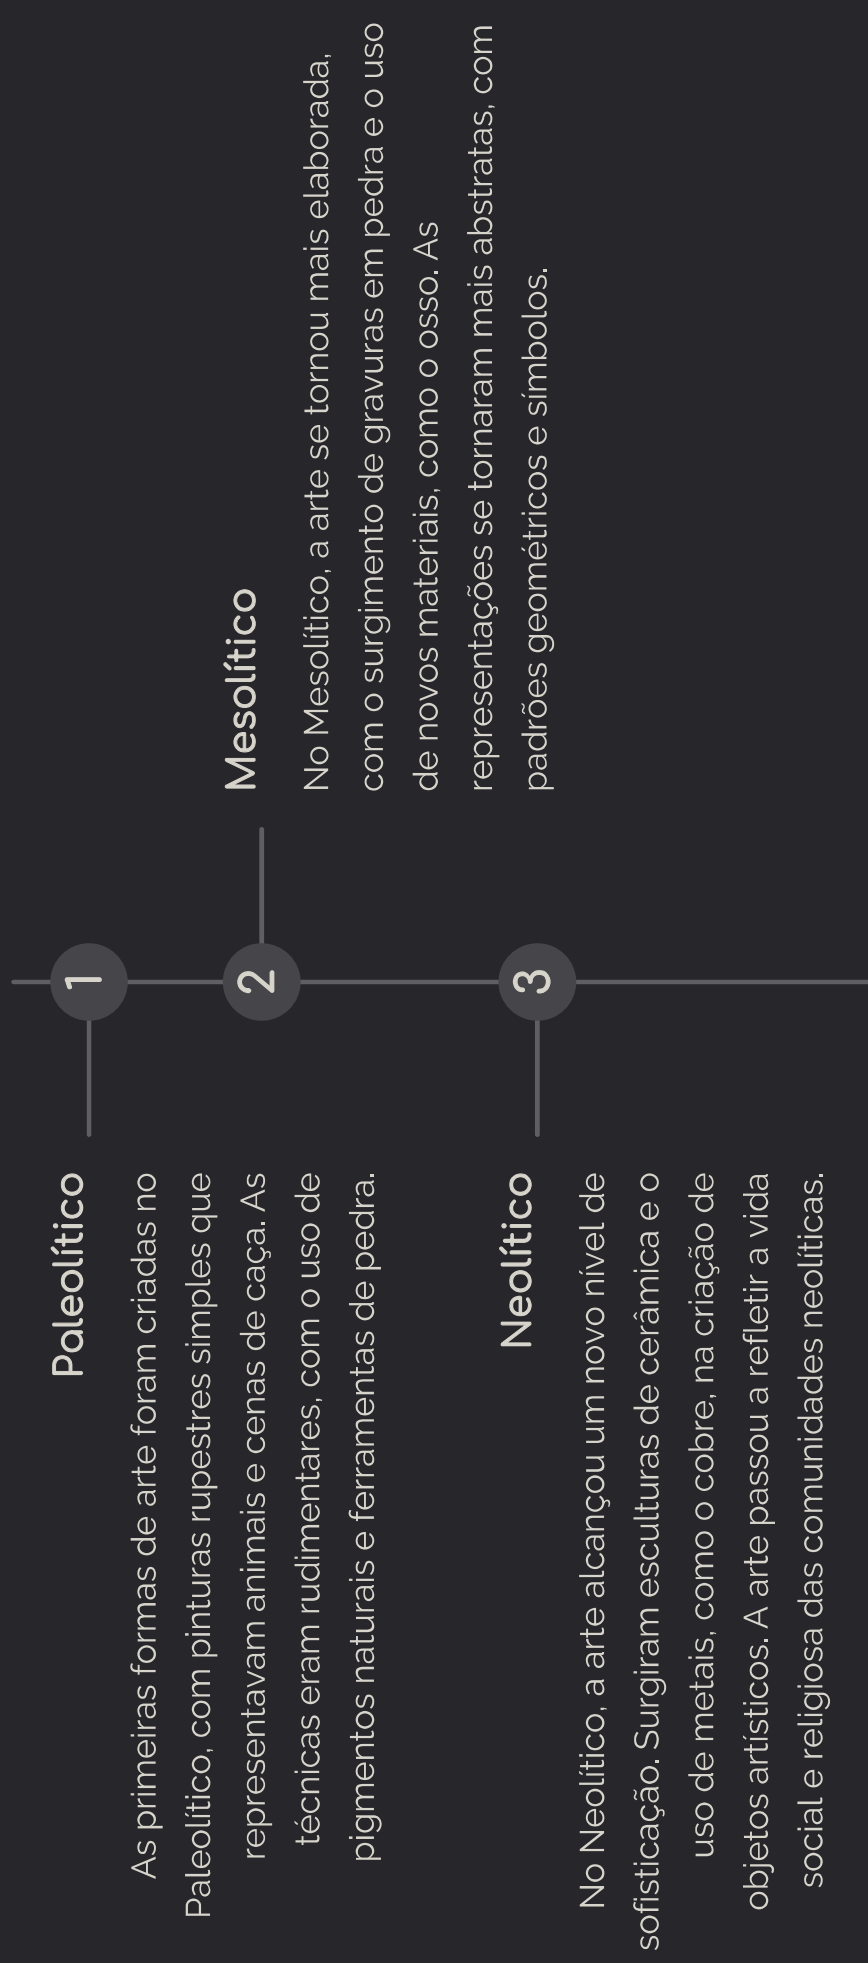 1
Paleolítico
As primeiras formas de arte foram criadas no
Paleolítico, com pinturas rupestres simples que
representavam animais e cenas de caça. As
técnicas eram rudimentares, com o uso de
pigmentos naturais e ferramentas de pedra.
2
Mesolítico
No Mesolítico, a arte se tornou mais elaborada,
com o surgimento de gravuras em pedra e o uso
de novos materiais, como o osso. As
representações se tornaram mais abstratas, com
padrões geométricos e símbolos.
3
Neolítico
No Neolítico, a arte alcançou um novo nível de
sofisticação. Surgiram esculturas de cerâmica e o
uso de metais, como o cobre, na criação de
objetos artísticos. A arte passou a refletir a vida
social e religiosa das comunidades neolíticas.